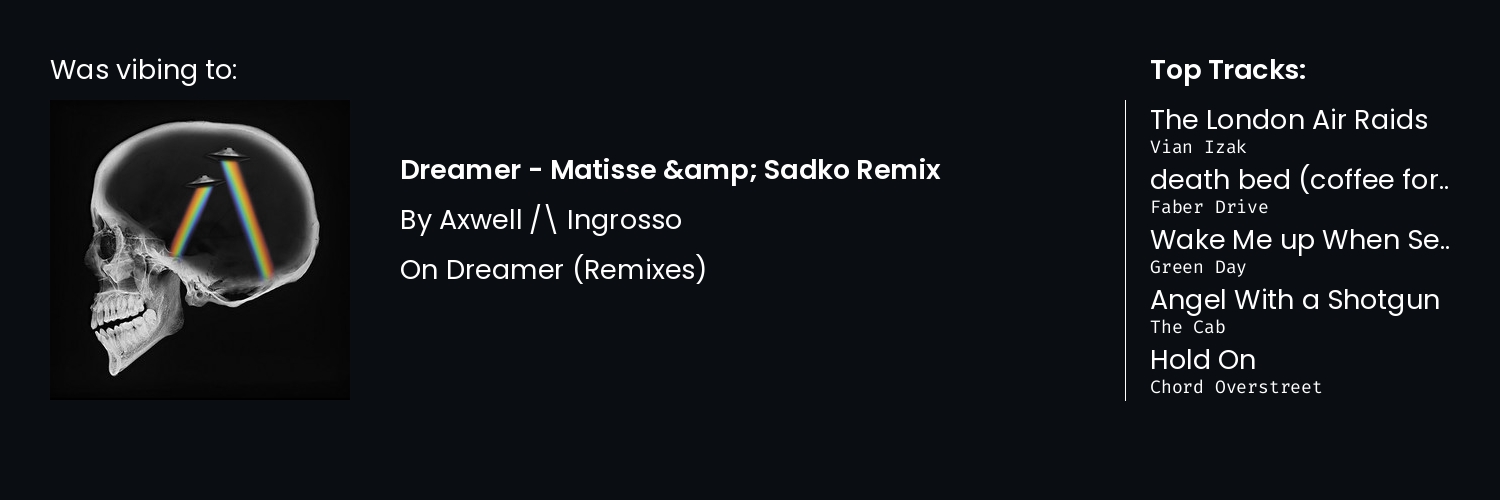 Was vibing to:
Dreamer - Matisse &amp; Sadko Remix
By Axwell /\ Ingrosso
On Dreamer (Remixes)
Top Tracks:
The London Air Raids
Vian Izak
death bed (coffee for..
Faber Drive
Wake Me up When Se..
Green Day
Angel With a Shotgun
The Cab
Hold On
Chord Overstreet